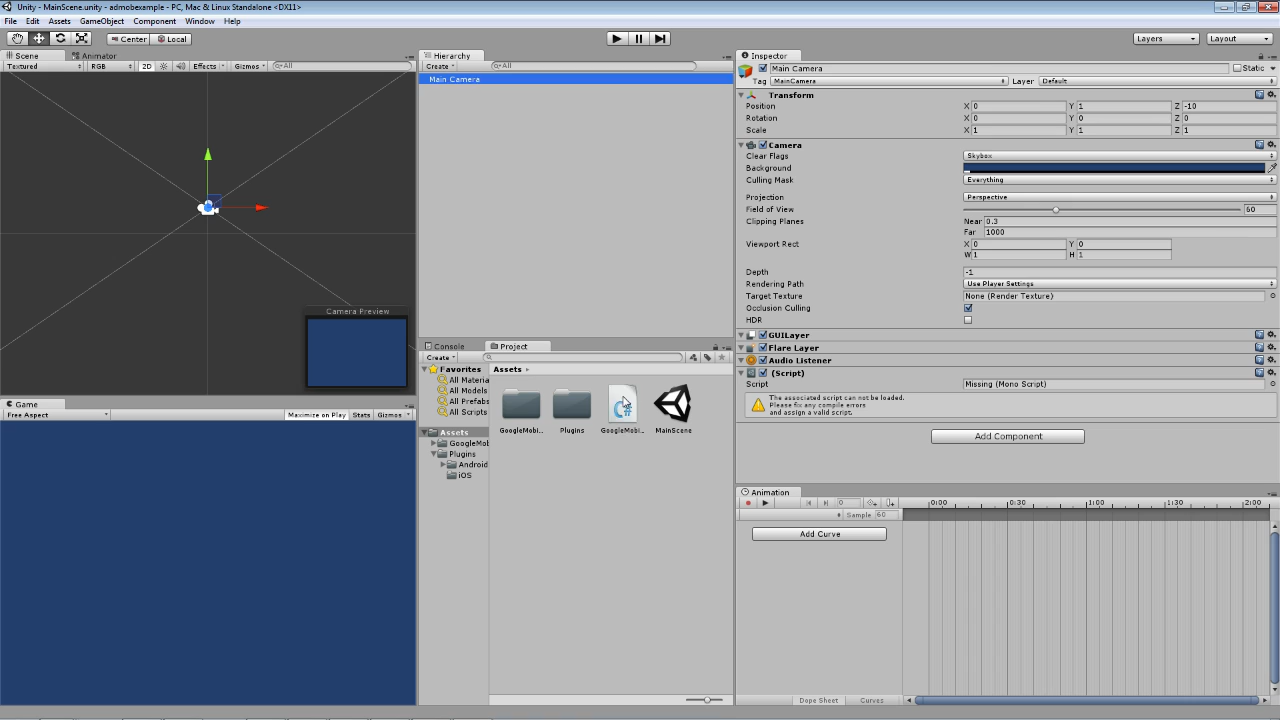 Unity - MainScene.unity - admobexample - PC, Mac & Linux Standalone <DX11>
File Edit Assets GameObject Component Window Help
Center Local Layers Layout
Scene Animator
Textured RGB 2D Effects Gizmos All
Camera Preview
Game
Free Aspect Maximize on Play Stats Gizmos
Hierarchy
Create All
Main Camera
Console Project
Create
Favorites
All Materia
All Models
All Prefabs
All Scripts
Assets
GoogleMob
Plugins
Android
iOS
Assets
GoogleMobi... Plugins GoogleMobi... MainScene
Inspector
Main Camera Static
Tag MainCamera Layer Default
Transform
Position X 0 Y 1 Z -10
Rotation X 0 Y 0 Z 0
Scale X 1 Y 1 Z 1
Camera
Clear Flags Skybox
Background
Culling Mask Everything
Projection Perspective
Field of View 60
Clipping Planes Near 0.3
Far 1000
Viewport Rect X 0 Y 0
W 1 H 1
Depth -1
Rendering Path Use Player Settings
Target Texture None (Render Texture)
Occlusion Culling
HDR
GUILayer
Flare Layer
Audio Listener
(Script)
Script Missing (Mono Script)
The associated script can not be loaded.
Please fix any compile errors
and assign a valid script.
Add Component
Animation
0 0:00 0:30 1:00 1:30 2:00
Sample 60
Add Curve
Dope Sheet Curves